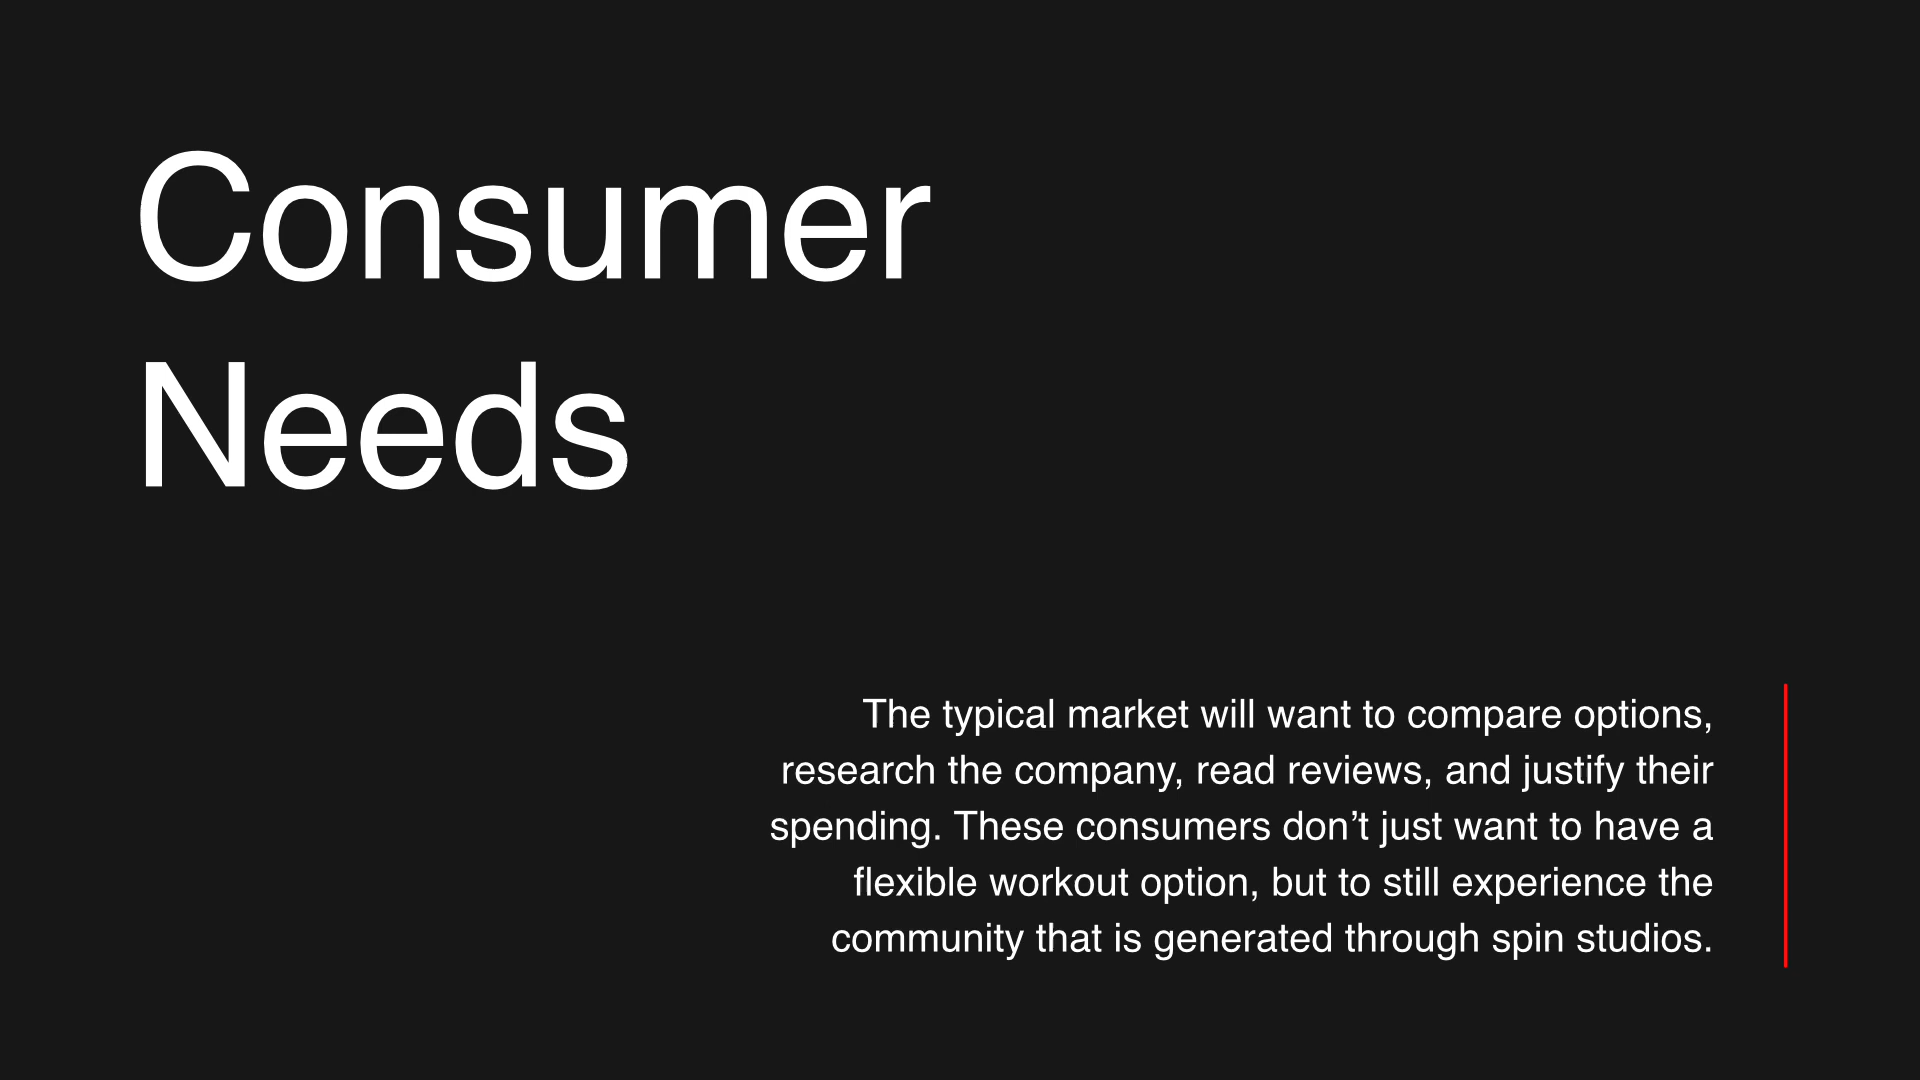 Consumer
Needs
The typical market will want to compare options,
research the company, read reviews, and justify their
spending. These consumers don’t just want to have a
flexible workout option, but to still experience the
community that is generated through spin studios.